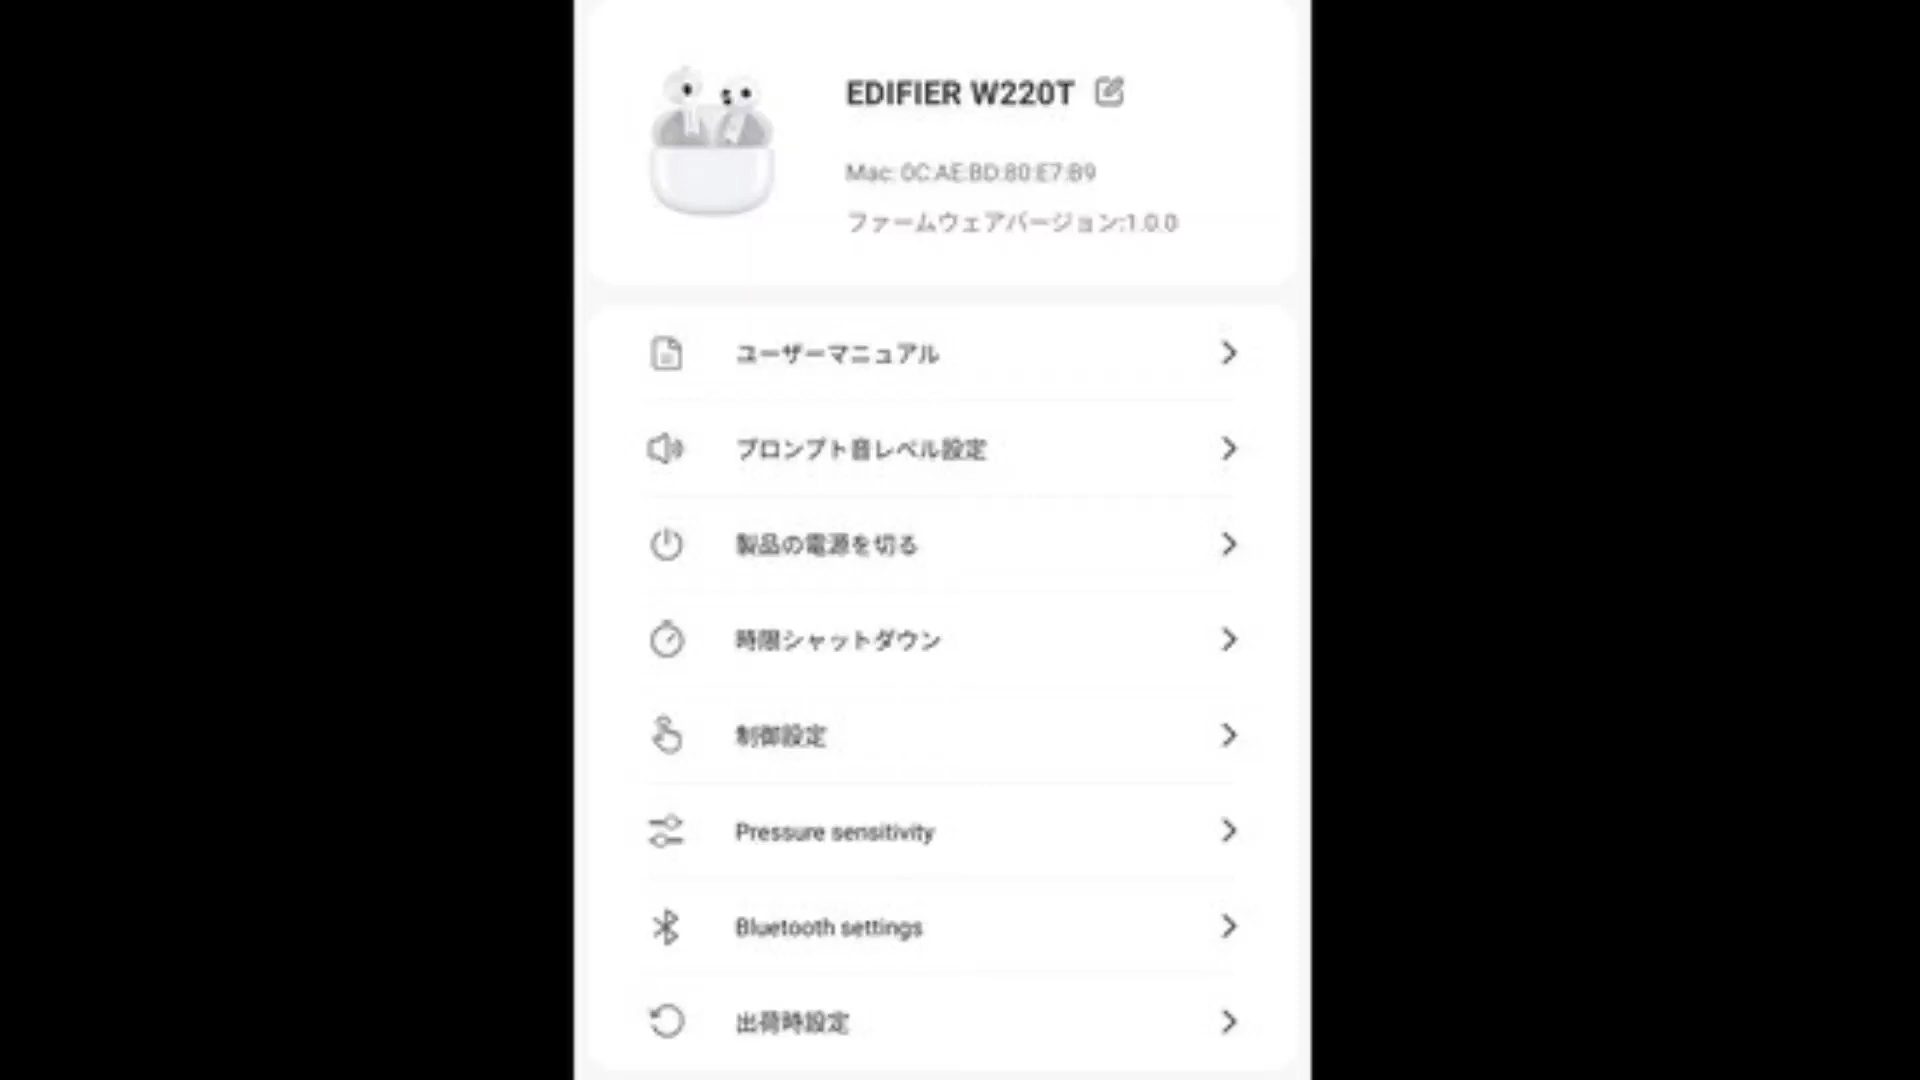 EDIFIER W220T
Mac: 0C:AE:BD:80:E7:B9
ファームウェアバージョン:1.0.0
ユーザーマニュアル
プロンプト音レベル設定
製品の電源を切る
時限シャットダウン
制御設定
Pressure sensitivity
Bluetooth settings
出荷時設定